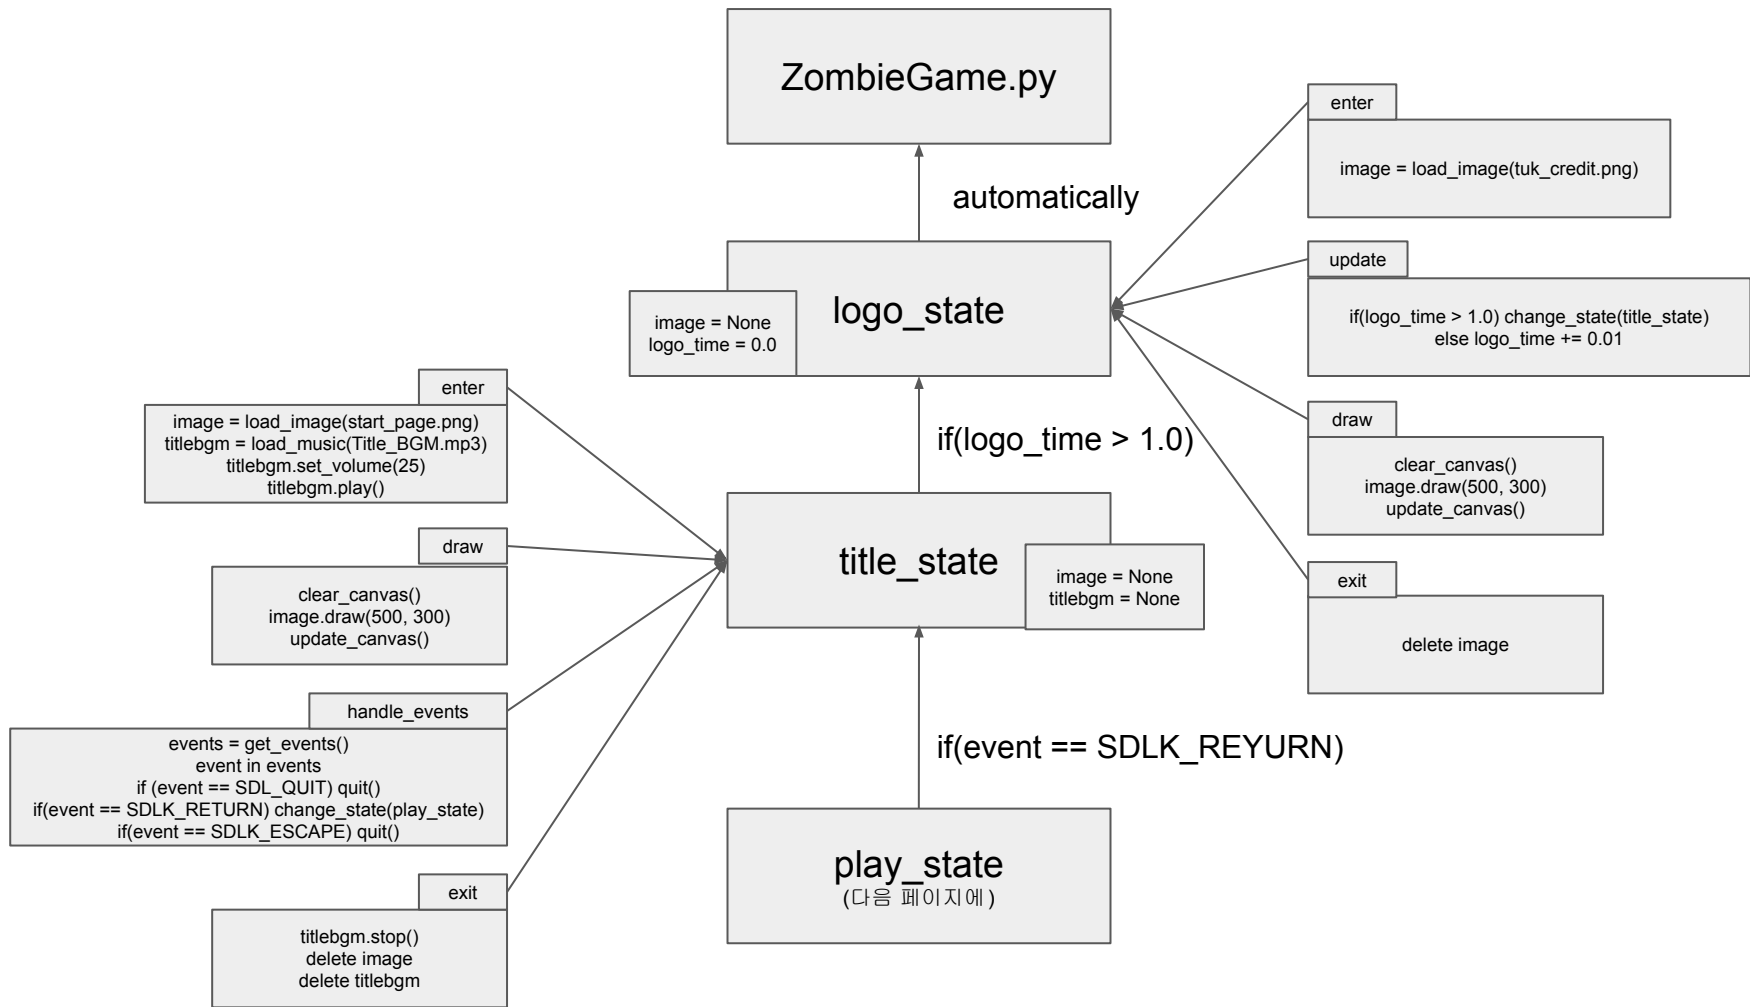 ZombieGame.py
automatically
logo_state
image = None
logo_time = 0.0
enter
image = load_image(tuk_credit.png)
update
if(logo_time > 1.0) change_state(title_state)
else logo_time += 0.01
draw
clear_canvas()
image.draw(500, 300)
update_canvas()
exit
delete image
if(logo_time > 1.0)
title_state
image = None
titlebgm = None
enter
image = load_image(start_page.png)
titlebgm = load_music(Title_BGM.mp3)
titlebgm.set_volume(25)
titlebgm.play()
draw
clear_canvas()
image.draw(500, 300)
update_canvas()
handle_events
events = get_events()
event in events
if (event == SDL_QUIT) quit()
if(event == SDLK_RETURN) change_state(play_state)
if(event == SDLK_ESCAPE) quit()
exit
titlebgm.stop()
delete image
delete titlebgm
if(event == SDLK_REYURN)
play_state
(다음 페이지에)